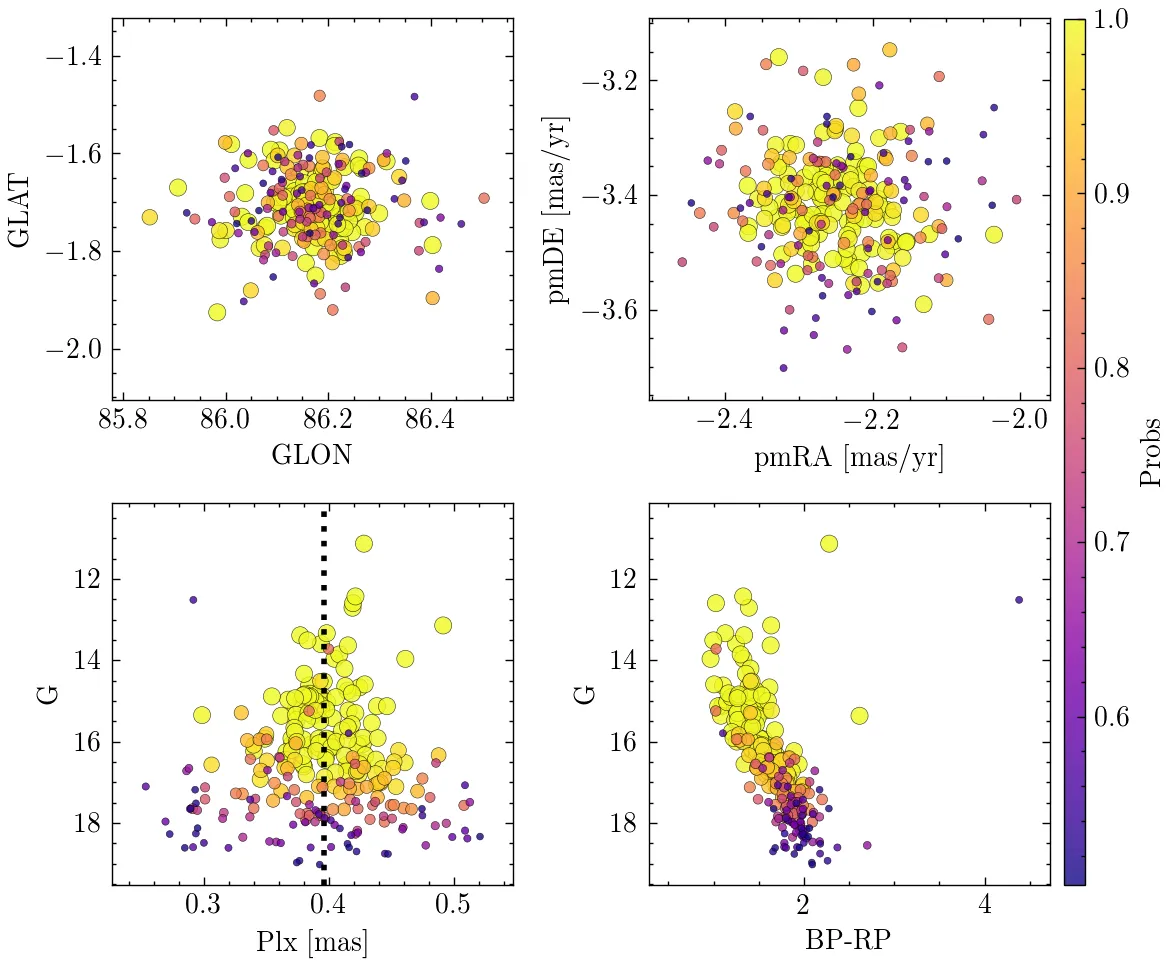 −1.4
−1.6
−1.8
−2.0
GLAT
85.8 86.0 86.2 86.4
GLON
−3.2
−3.4
−3.6
pmDE [mas/yr]
−2.4 −2.2 −2.0
pmRA [mas/yr]
12
14
16
18
G
0.3 0.4 0.5
Plx [mas]
12
14
16
18
G
2 4
BP-RP
1.0
0.9
0.8
0.7
0.6
Probs